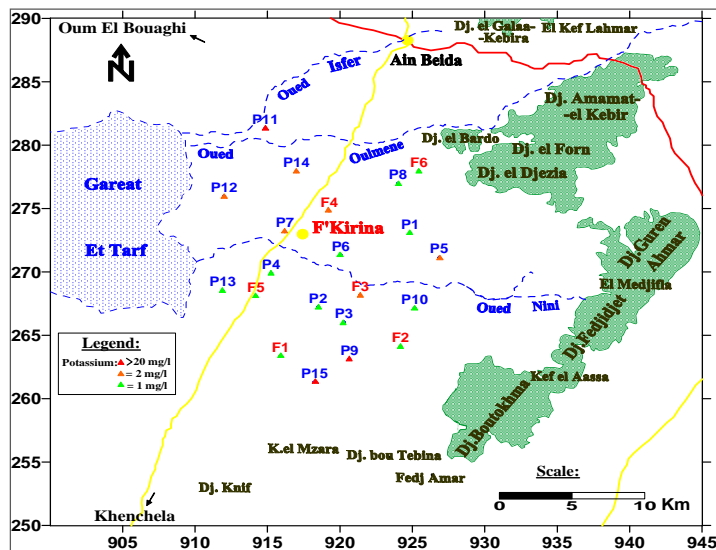 290
285
280
275
270
265
260
255
250
Oum El Bouaghi
N
Dj. el Galaa-
-Kebira
El Kef Lahmar
Ain Beida
Oued Isfer
P11
Dj. Amamat-
-el Kebir
Dj. el Bardo
Oued Oulmene
Dj. el Forn
Dj. el Djezia
P14
F6
P8
P12
Gareat
Et Tarf
F4
P7
F'Kirina
P1
P6
P5
Dj.Guren
Ahmar
P4
P13
F5
P2
F3
P3
P10
El Medjifia
Oued Nini
Dj.Fedjidjet
Legend:
Potassium: >20 mg/l
= 2 mg/l
= 1 mg/l
F1
F2
P9
P15
Kef el Aassa
Dj.Boutokhma
K.el Mzara
Dj. bou Tebina
Fedj Amar
Dj. Knif
Scale:
0 5 10 Km
Khenchela
905 910 915 920 925 930 935 940 945